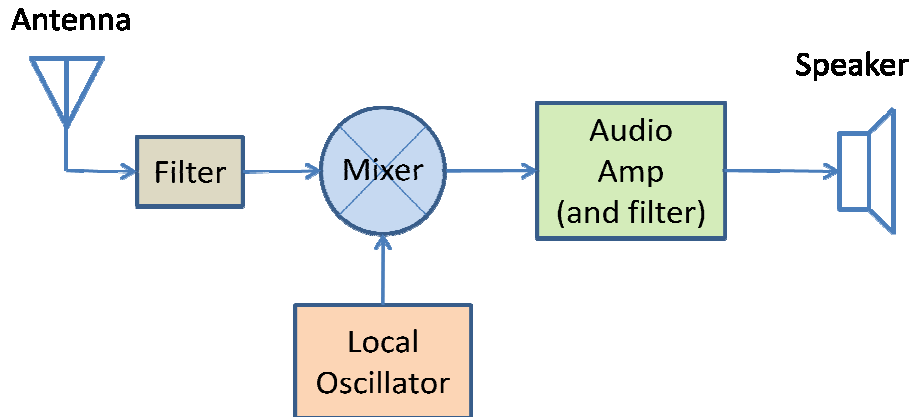 Antenna
Speaker
Filter
Mixer
Audio
Amp
(and filter)
Local
Oscillator